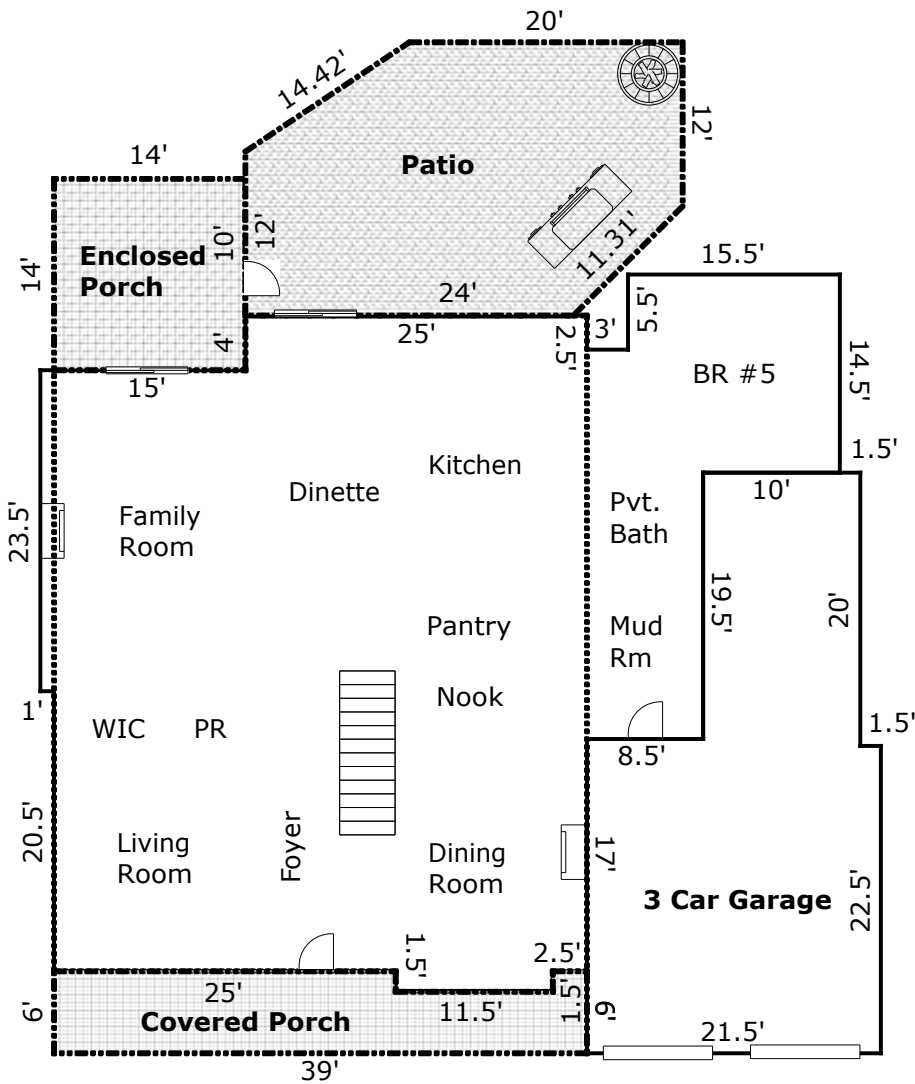 20'
14.42'
12'
Patio
14'
Enclosed
Porch
14'
10'
12'
11.31'
15.5'
24'
25'
4'
2.5'
3'
5.5'
15'
BR #5
14.5'
1.5'
Kitchen
Dinette
10'
Family
Room
23.5'
Pvt.
Bath
19.5'
20'
Pantry
Mud
Rm
Nook
1'
WIC
PR
8.5'
1.5'
20.5'
Living
Room
Foyer
Dining
Room
17'
3 Car Garage
22.5'
1.5'
2.5'
6'
25'
11.5'
1.5'
6'
Covered Porch
21.5'
39'